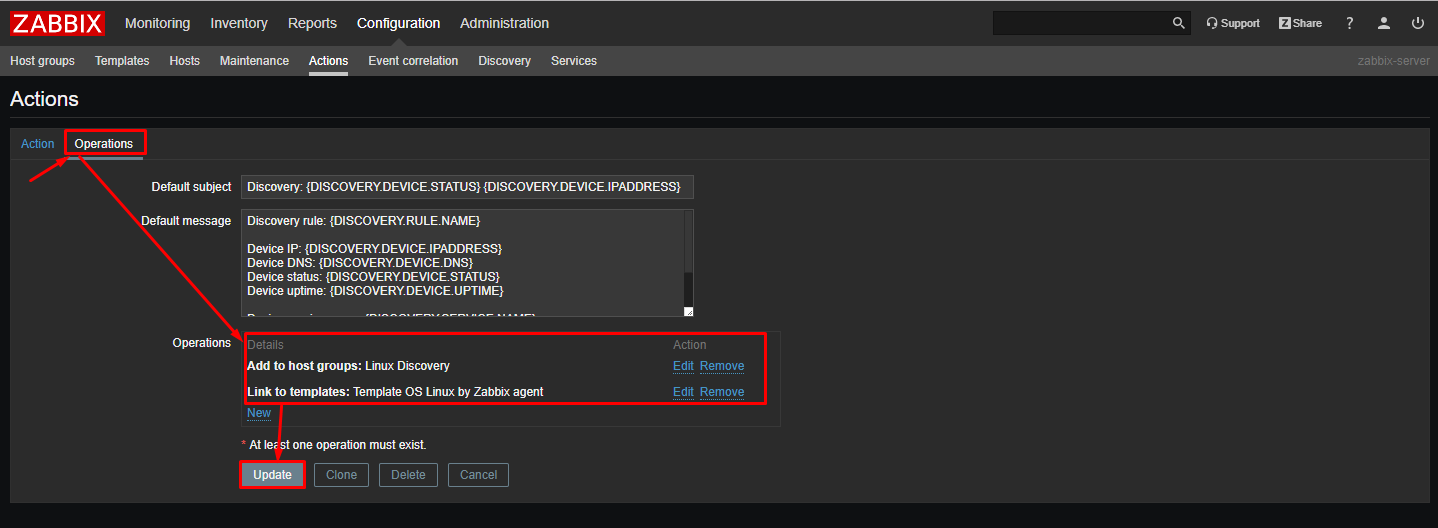 ZABBIX Monitoring Inventory Reports Configuration Administration Support Z Share ?
Host groups Templates Hosts Maintenance Actions Event correlation Discovery Services zabbix-server
Actions
Action Operations
Default subject Discovery: {DISCOVERY.DEVICE.STATUS} {DISCOVERY.DEVICE.IPADDRESS}
Default message Discovery rule: {DISCOVERY.RULE.NAME}
Device IP: {DISCOVERY.DEVICE.IPADDRESS}
Device DNS: {DISCOVERY.DEVICE.DNS}
Device status: {DISCOVERY.DEVICE.STATUS}
Device uptime: {DISCOVERY.DEVICE.UPTIME}
Operations Details Action
Add to host groups: Linux Discovery Edit Remove
Link to templates: Template OS Linux by Zabbix agent Edit Remove
New
* At least one operation must exist.
Update Clone Delete Cancel